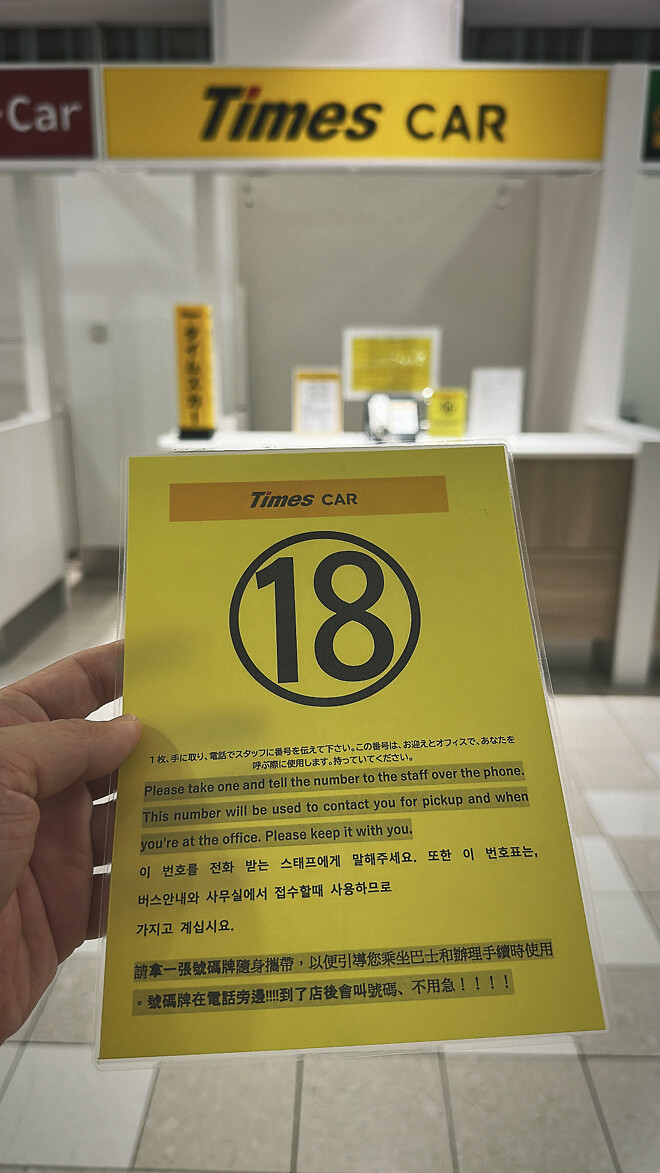 -Car
Times CAR
タイムズカー
18
Times CAR
18
1枚、手に取り、電話でスタッフに番号を伝えて下さい。この番号は、お迎えとオフィスで、あなたを
呼ぶ際に使用します。持っていてください。
Please take one and tell the number to the staff over the phone.
This number will be used to contact you for pickup and when
you're at the office. Please keep it with you.
이 번호를 전화 받는 스태프에게 말해주세요. 또한 이 번호표는,
버스안내와 사무실에서 접수할때 사용하므로
가지고 계십시요.
請拿一張號碼牌隨身攜帶，以便引導您乘坐巴士和辦理手續時使用
。號碼牌在電話旁邊!!!!到了店後會叫號碼、不用急！！！！